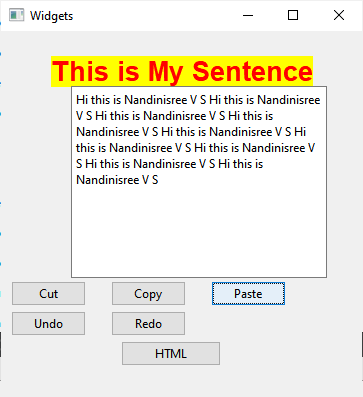 Widgets
This is My Sentence
Hi this is Nandinisree V S Hi this is Nandinisree
V S Hi this is Nandinisree V S Hi this is
Nandinisree V S Hi this is Nandinisree V S Hi
this is Nandinisree V S Hi this is Nandinisree V
S Hi this is Nandinisree V S Hi this is
Nandinisree V S
Cut Copy Paste
Undo Redo
HTML